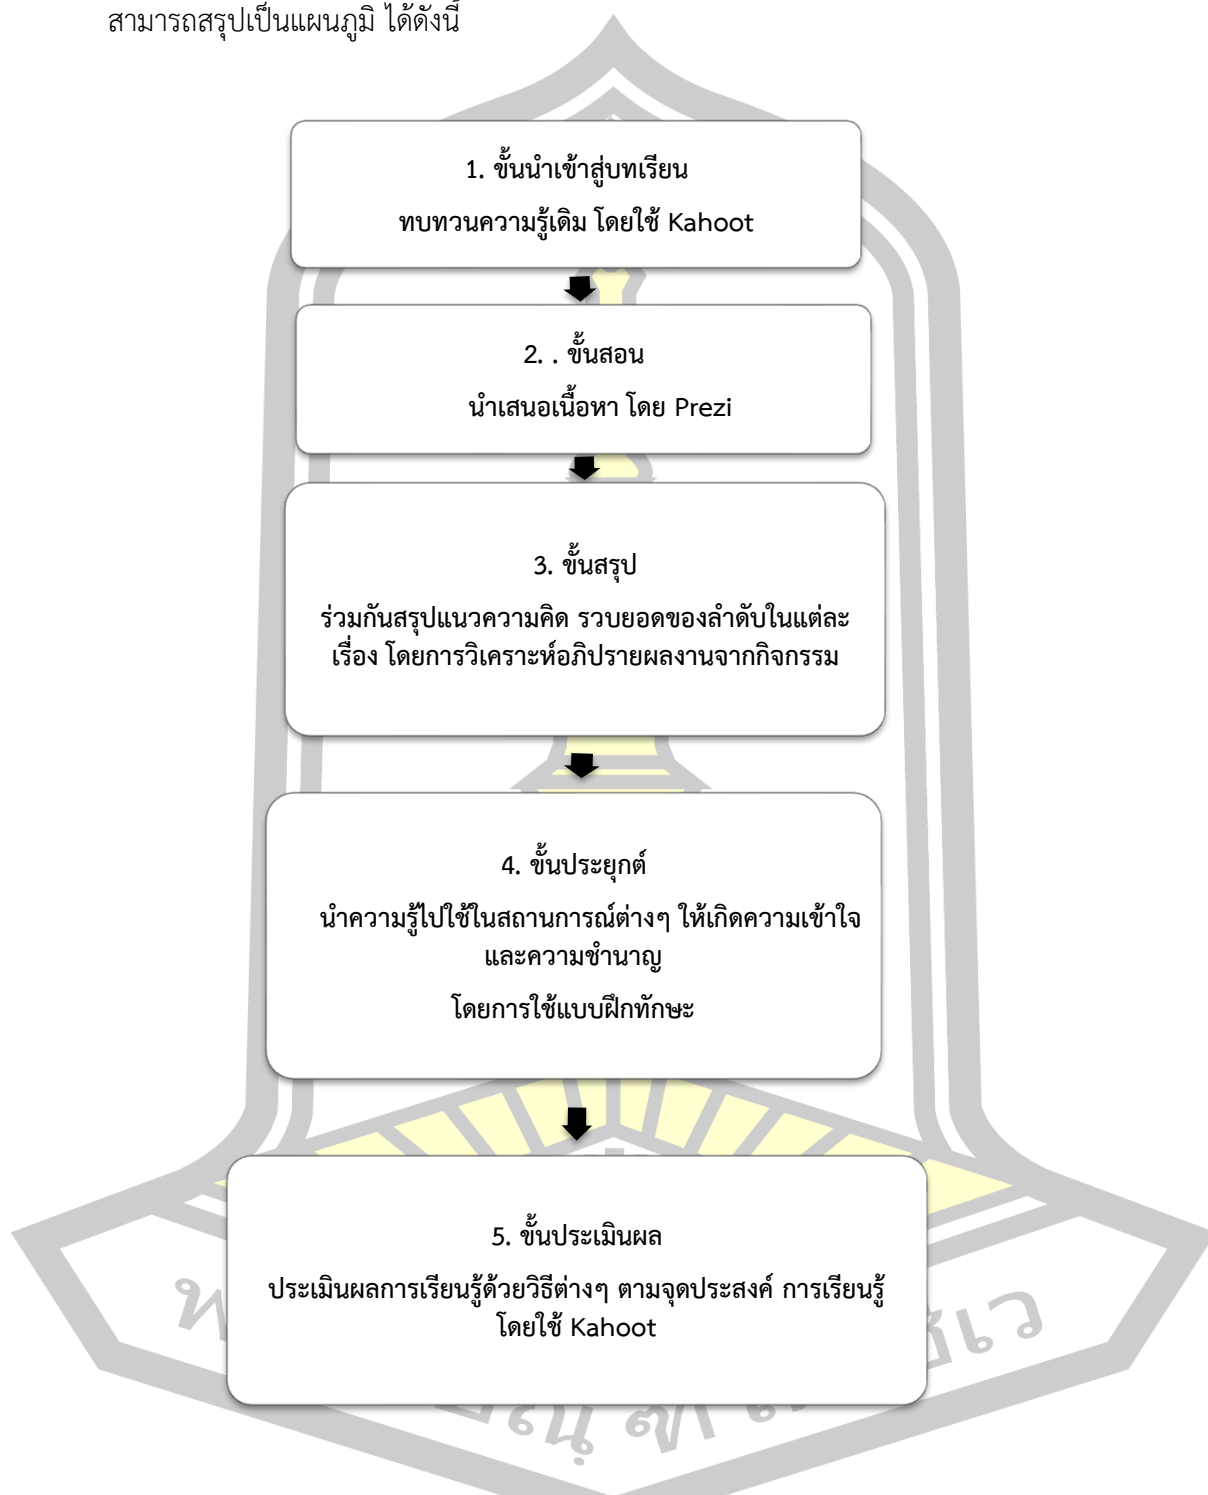 สามารถสรุปเป็นแผนภูมิ ได้ดังนี้
1. ขั้นนำเข้าสู่บทเรียน
ทบทวนความรู้เดิม โดยใช้ Kahoot
2. . ขั้นสอน
นำเสนอเนื้อหา โดย Prezi
3. ขั้นสรุป
ร่วมกันสรุปแนวความคิด รวบยอดของลำดับในแต่ละ
เรื่อง โดยการวิเคราะห์อภิปรายผลงานจากกิจกรรม
4. ขั้นประยุกต์
นำความรู้ไปใช้ในสถานการณ์ต่างๆ ให้เกิดความเข้าใจ
และความชำนาญ
โดยการใช้แบบฝึกทักษะ
5. ขั้นประเมินผล
ประเมินผลการเรียนรู้ด้วยวิธีต่างๆ ตามจุดประสงค์ การเรียนรู้
โดยใช้ Kahoot